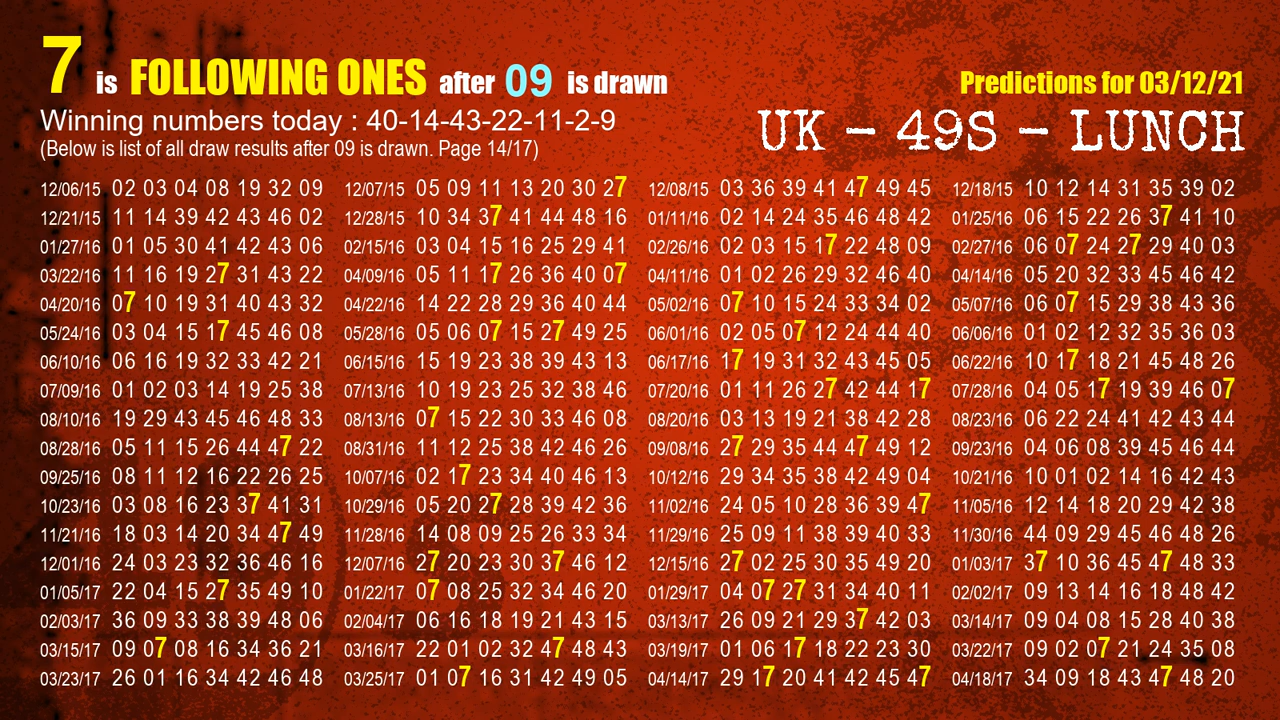 7 is FOLLOWING ONES after 09 is drawn
Predictions for 03/12/21
Winning numbers today : 40-14-43-22-11-2-9
UK - 49S - LUNCH
(Below is list of all draw results after 09 is drawn. Page 14/17)
12/06/15 02 03 04 08 19 32 09 12/07/15 05 09 11 13 20 30 27 12/08/15 03 36 39 41 47 49 45 12/18/15 10 12 14 31 35 39 02
12/21/15 11 14 39 42 43 46 02 12/28/15 10 34 37 41 44 48 16 01/11/16 02 14 24 35 46 48 42 01/25/16 06 15 22 26 37 41 10
01/27/16 01 05 30 41 42 43 06 02/15/16 03 04 15 16 25 29 41 02/26/16 02 03 15 17 22 48 09 02/27/16 06 07 24 27 29 40 03
03/22/16 11 16 19 27 31 43 22 04/09/16 05 11 17 26 36 40 07 04/11/16 01 02 26 29 32 46 40 04/14/16 05 20 32 33 45 46 42
04/20/16 07 10 19 31 40 43 32 04/22/16 14 22 28 29 36 40 44 05/02/16 07 10 15 24 33 34 02 05/07/16 06 07 15 29 38 43 36
05/24/16 03 04 15 17 45 46 08 05/28/16 05 06 07 15 27 49 25 06/01/16 02 05 07 12 24 44 40 06/06/16 01 02 12 32 35 36 03
06/10/16 06 16 19 32 33 42 21 06/15/16 15 19 23 38 39 43 13 06/17/16 17 19 31 32 43 45 05 06/22/16 10 17 18 21 45 48 26
07/09/16 01 02 03 14 19 25 38 07/13/16 10 19 23 25 32 38 46 07/20/16 01 11 26 27 42 44 17 07/28/16 04 05 17 19 39 46 07
08/10/16 19 29 43 45 46 48 33 08/13/16 07 15 22 30 33 46 08 08/20/16 03 13 19 21 38 42 28 08/23/16 06 22 24 41 42 43 44
08/28/16 05 11 15 26 44 47 22 08/31/16 11 12 25 38 42 46 26 09/08/16 27 29 35 44 47 49 12 09/23/16 04 06 08 39 45 46 44
09/25/16 08 11 12 16 22 26 25 10/07/16 02 17 23 34 40 46 13 10/12/16 29 34 35 38 42 49 04 10/21/16 10 01 02 14 16 42 43
10/23/16 03 08 16 23 37 41 31 10/29/16 05 20 27 28 39 42 36 11/02/16 24 05 10 28 36 39 47 11/05/16 12 14 18 20 29 42 38
11/21/16 18 03 14 20 34 47 49 11/28/16 14 08 09 25 26 33 34 11/29/16 25 09 11 38 39 40 33 11/30/16 44 09 29 45 46 48 26
12/01/16 24 03 23 32 36 46 16 12/07/16 27 20 23 30 37 46 12 12/15/16 27 02 25 30 35 49 20 01/03/17 37 10 36 45 47 48 33
01/05/17 22 04 15 27 35 49 10 01/22/17 07 08 25 32 34 46 20 01/29/17 04 07 27 31 34 40 11 02/02/17 09 13 14 16 18 48 42
02/03/17 36 09 33 38 39 48 06 02/04/17 06 16 18 19 21 43 15 03/13/17 26 09 21 29 37 42 03 03/14/17 09 04 08 15 28 40 38
03/15/17 09 07 08 16 34 36 21 03/16/17 22 01 02 32 47 48 43 03/19/17 01 06 17 18 22 23 30 03/22/17 09 02 07 21 24 35 08
03/23/17 26 01 16 34 42 46 48 03/25/17 01 07 16 31 42 49 05 04/14/17 29 17 20 41 42 45 47 04/18/17 34 09 18 43 47 48 20